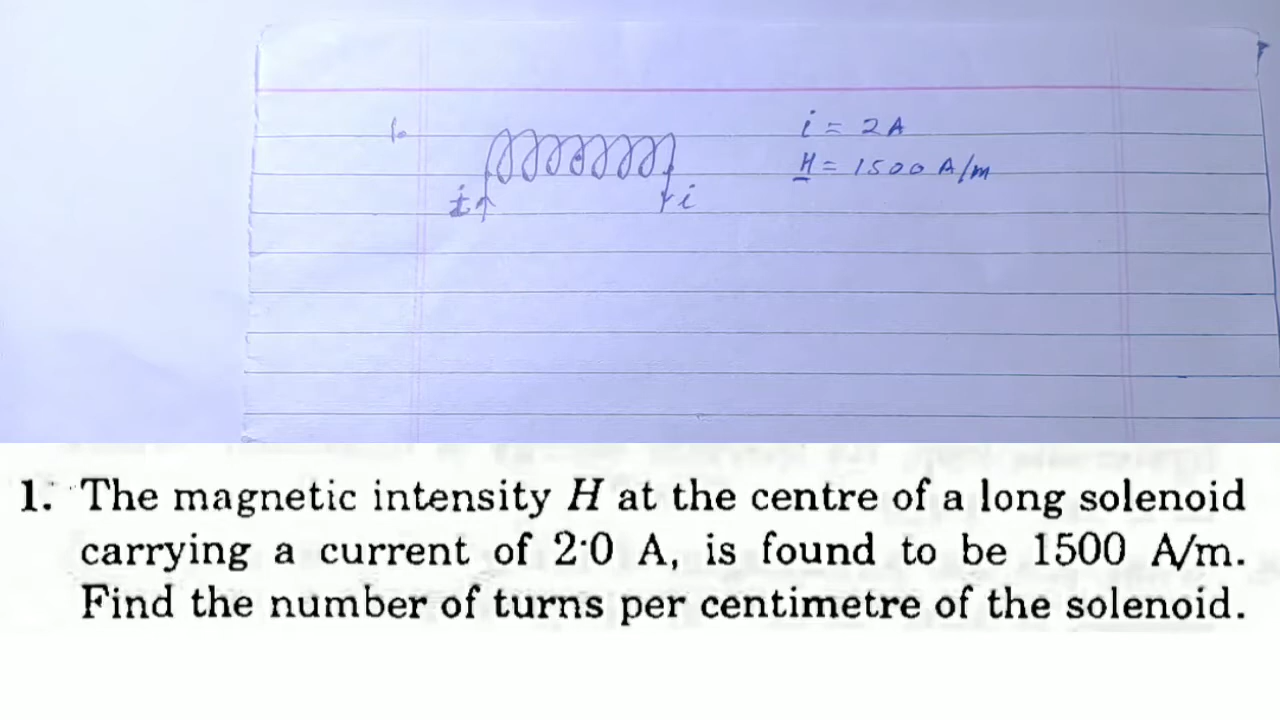 1.
i = 2A
H = 1500 A/m
i
i
1. The magnetic intensity H at the centre of a long solenoid
carrying a current of 2·0 A, is found to be 1500 A/m.
Find the number of turns per centimetre of the solenoid.